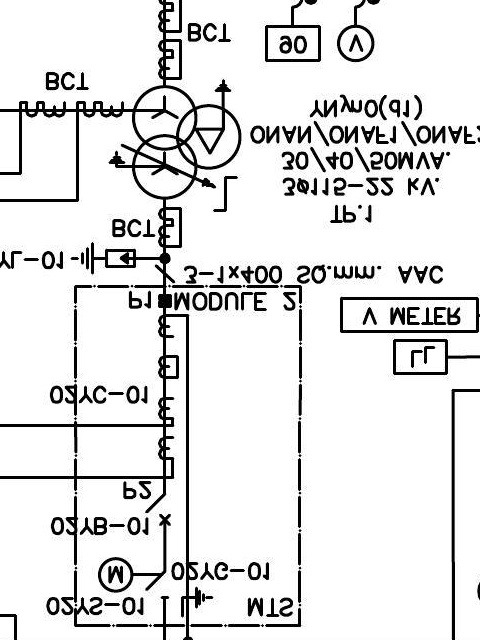 02YS-01
MTS
M
02YG-01
02YB-01
P2
02YC-01
V METER
P1
MODULE 2
3-1x400 SQ.mm. AAC
YL-01
BCT
TP.1
3ø115-22 kV.
30/40/50MVA.
ONAN/ONAF1/ONAF2
YNyn0(d1)
BCT
BCT
90
V